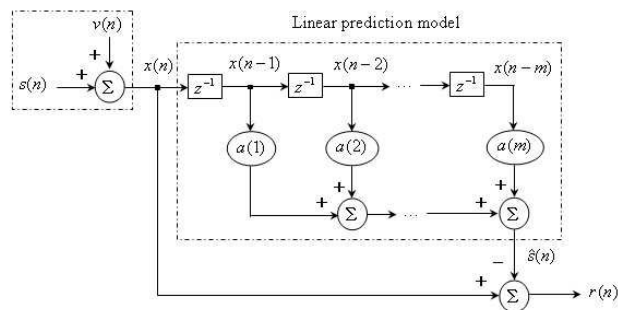 Linear prediction model
v(n)
+
s(n)
+
Σ
x(n)
z⁻¹
x(n−1)
z⁻¹
x(n−2)
...
z⁻¹
x(n−m)
a(1)
a(2)
a(m)
+
+
Σ
...
+
+
Σ
−
ŝ(n)
+
Σ
r(n)